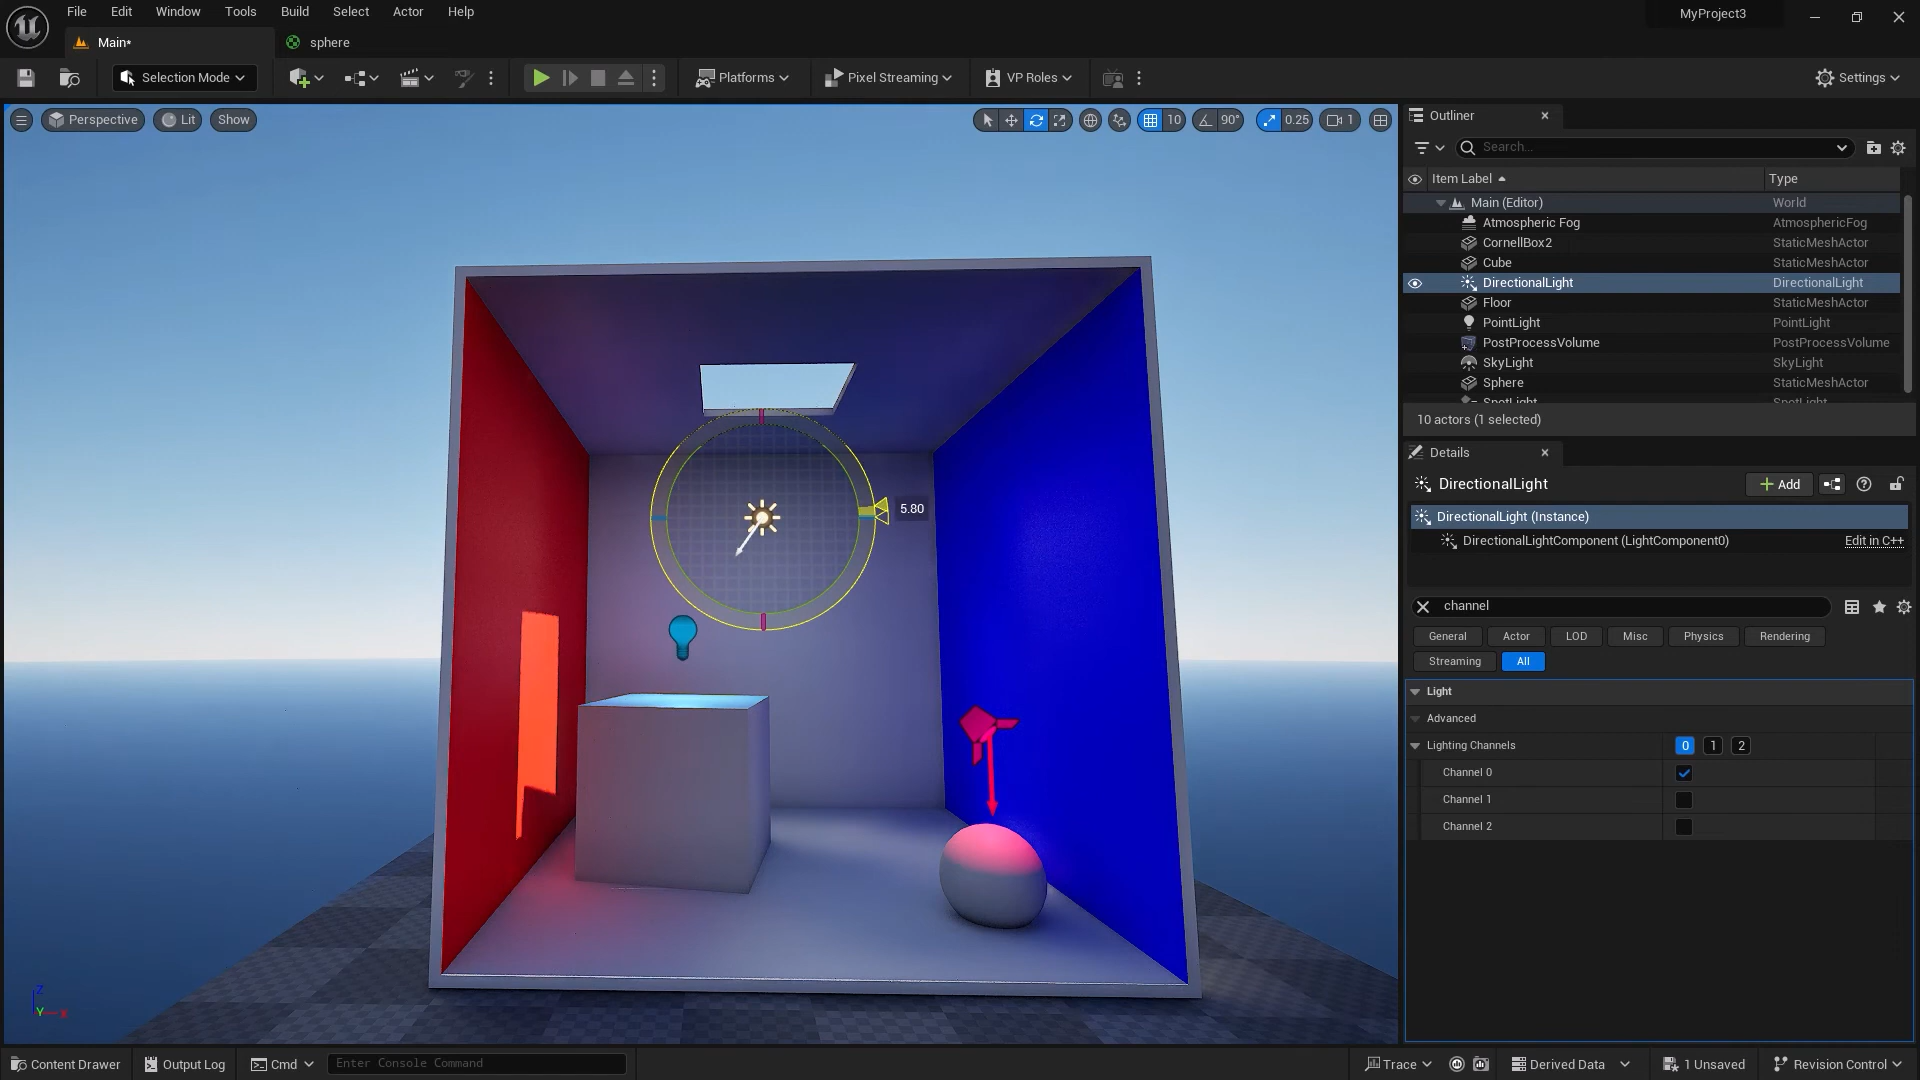 File Edit Window Tools Build Select Actor Help
MyProject3
Main* sphere
Selection Mode Platforms Pixel Streaming VP Roles Settings
Perspective Lit Show 10 90° 0.25 1
Outliner
Search...
Item Label Type
Main (Editor) World
Atmospheric Fog AtmosphericFog
CornellBox2 StaticMeshActor
Cube StaticMeshActor
DirectionalLight DirectionalLight
Floor StaticMeshActor
PointLight PointLight
PostProcessVolume PostProcessVolume
SkyLight SkyLight
Sphere StaticMeshActor
SpotLight SpotLight
10 actors (1 selected)
Details
DirectionalLight Add
DirectionalLight (Instance)
DirectionalLightComponent (LightComponent0) Edit in C++
5.80
channel
General Actor LOD Misc Physics Rendering
Streaming All
Light
Advanced
Lighting Channels 0 1 2
Channel 0
Channel 1
Channel 2
Z
Y X
Content Drawer Output Log Cmd Enter Console Command Trace Derived Data 1 Unsaved Revision Control